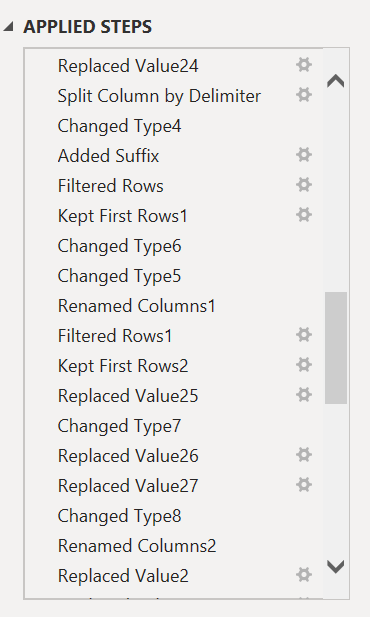 APPLIED STEPS
Replaced Value24
Split Column by Delimiter
Changed Type4
Added Suffix
Filtered Rows
Kept First Rows1
Changed Type6
Changed Type5
Renamed Columns1
Filtered Rows1
Kept First Rows2
Replaced Value25
Changed Type7
Replaced Value26
Replaced Value27
Changed Type8
Renamed Columns2
Replaced Value2